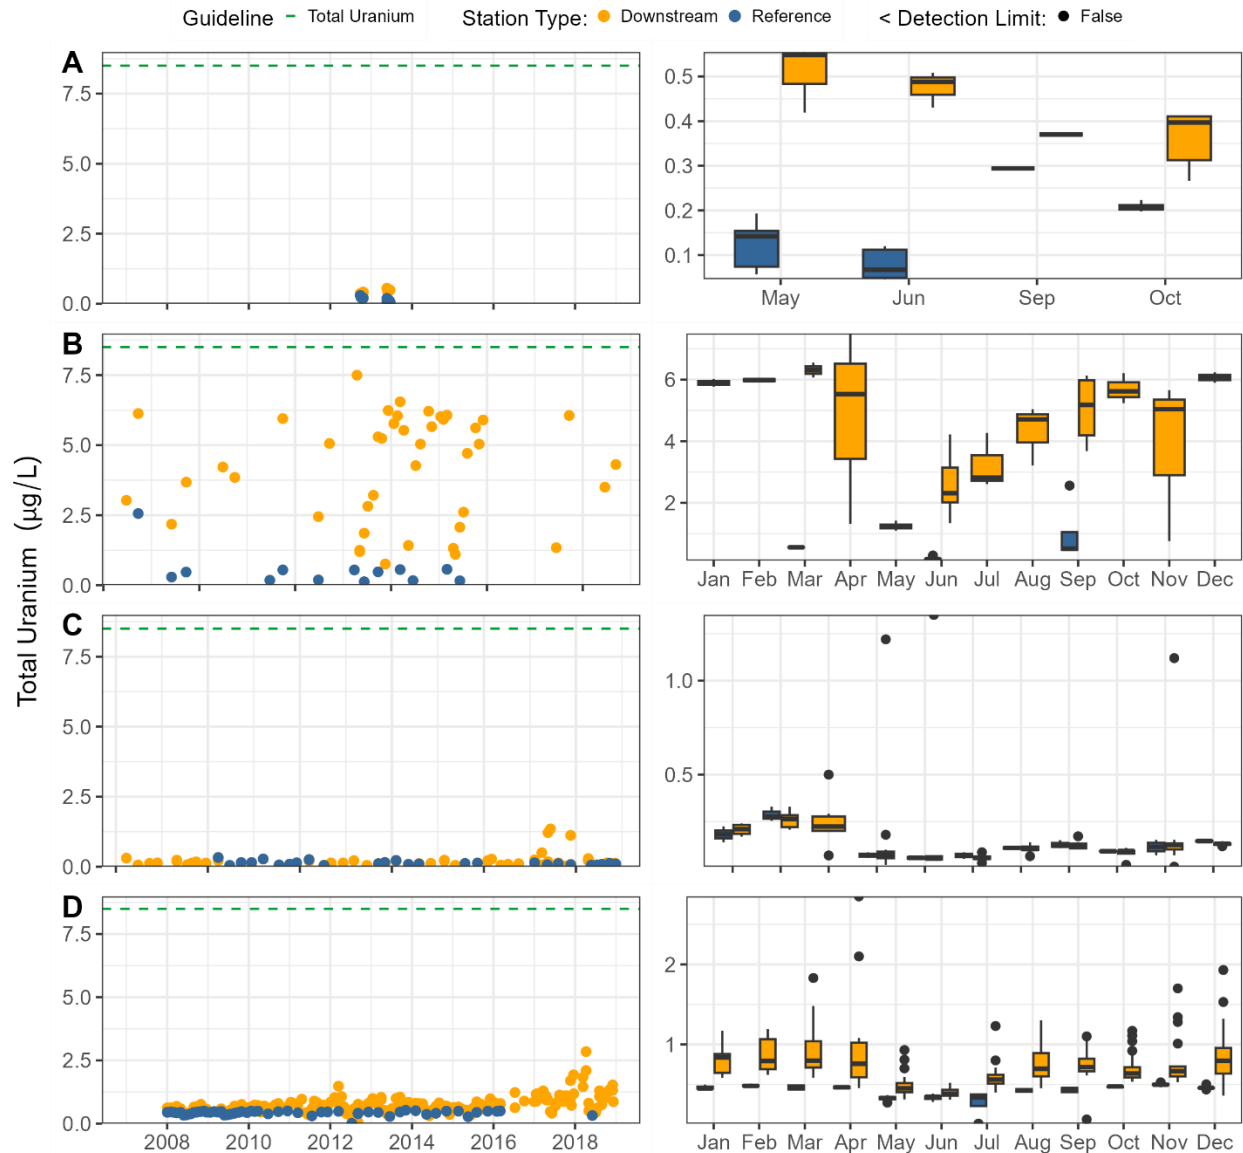 Guideline Total Uranium Station Type: Downstream Reference < Detection Limit: False
Total Uranium (µg/L)
A
7.5
5.0
2.5
0.0
0.5
0.4
0.3
0.2
0.1
May Jun Sep Oct
B
7.5
5.0
2.5
0.0
6
4
2
Jan Feb Mar Apr May Jun Jul Aug Sep Oct Nov Dec
C
7.5
5.0
2.5
0.0
1.0
0.5
D
7.5
5.0
2.5
0.0
2008 2010 2012 2014 2016 2018
2
1
Jan Feb Mar Apr May Jun Jul Aug Sep Oct Nov Dec